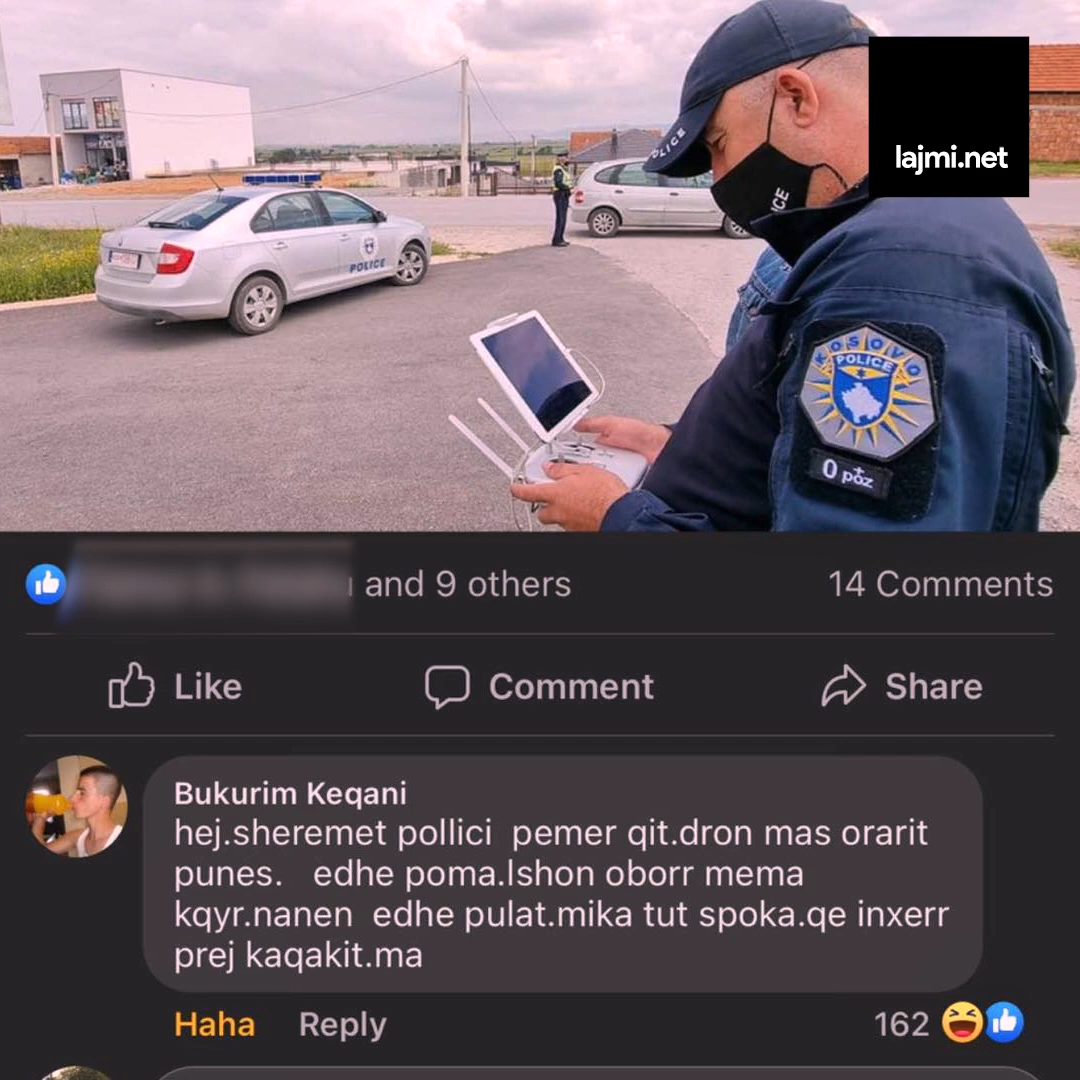 lajmi.net
POLICE
ICE
POLICE
KOSOVO
POLICE
0 poz
and 9 others
14 Comments
Like
Comment
Share
Bukurim Keqani
hej.sheremet pollici pemer qit.dron mas orarit
punes. edhe poma.lshon oborr mema
kqyr.nanen edhe pulat.mika tut spoka.qe inxerr
prej kaqakit.ma
Haha
Reply
162